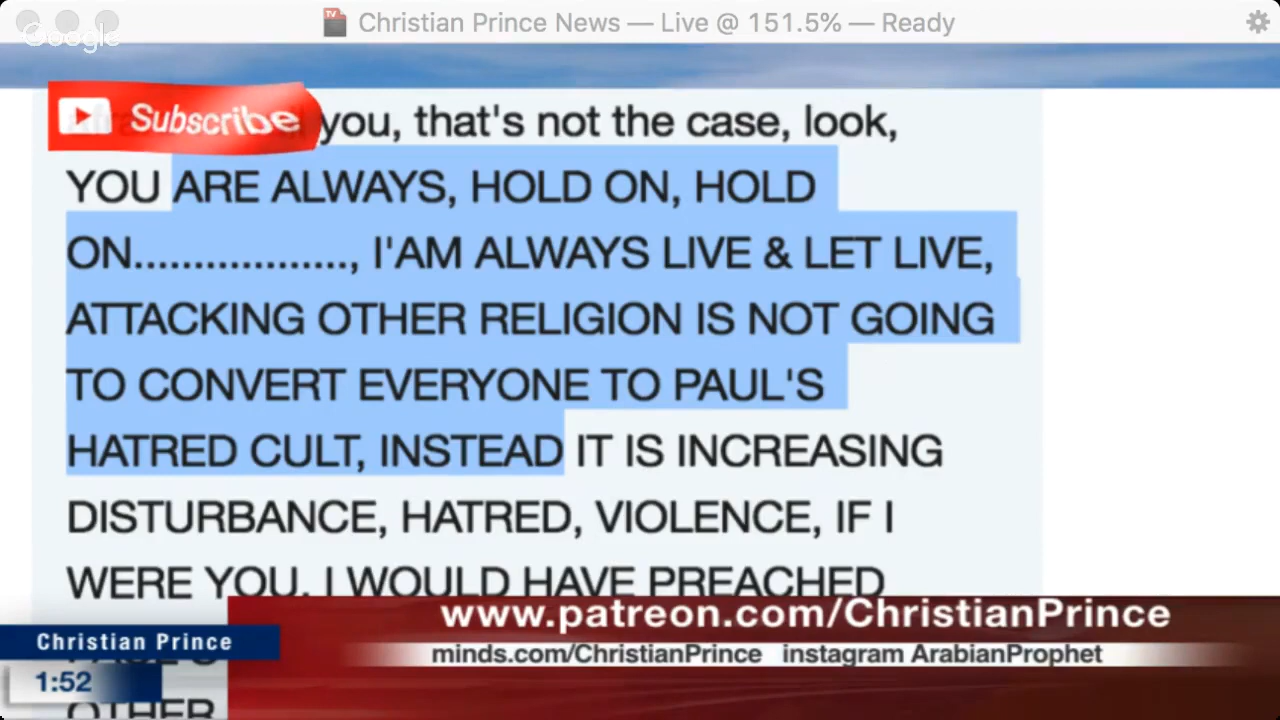 TV
Christian Prince News — Live @ 151.5% — Ready
Google
Subscribe
you, that's not the case, look,
YOU ARE ALWAYS, HOLD ON, HOLD
ON.................., I'AM ALWAYS LIVE & LET LIVE,
ATTACKING OTHER RELIGION IS NOT GOING
TO CONVERT EVERYONE TO PAUL'S
HATRED CULT, INSTEAD IT IS INCREASING
DISTURBANCE, HATRED, VIOLENCE, IF I
WERE YOU, I WOULD HAVE PREACHED
www.patreon.com/ChristianPrince
Christian Prince
minds.com/ChristianPrince instagram ArabianProphet
1:52
OTHER